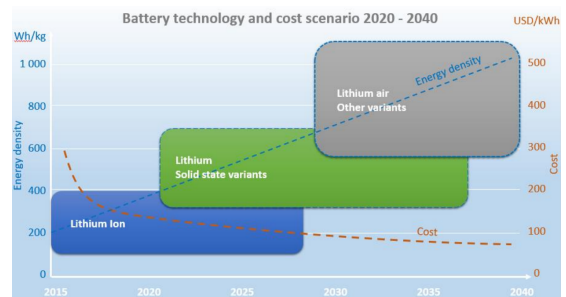 Battery technology and cost scenario 2020 - 2040
USD/kWh
Wh/kg
1 000
800
600
400
200
0
Energy density
500
400
300
200
100
0
Cost
Lithium air
Other variants
Energy density
Lithium
Solid state variants
Lithium Ion
Cost
2015
2020
2025
2030
2035
2040